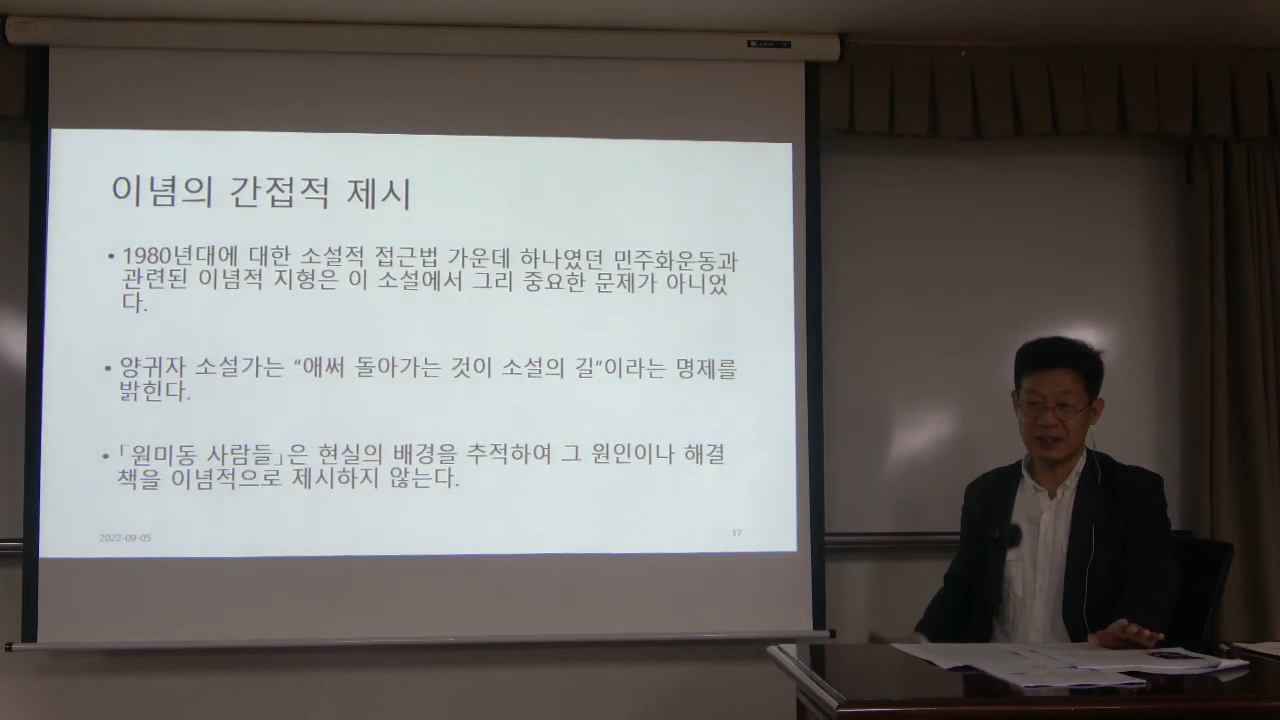 이념의 간접적 제시
• 1980년대에 대한 소설적 접근법 가운데 하나였던 민주화운동과
관련된 이념적 지형은 이 소설에서 그리 중요한 문제가 아니었
다.
• 양귀자 소설가는 “애써 돌아가는 것이 소설의 길”이라는 명제를
밝힌다.
• 「원미동 사람들」은 현실의 배경을 추적하여 그 원인이나 해결
책을 이념적으로 제시하지 않는다.
2022-09-05
17